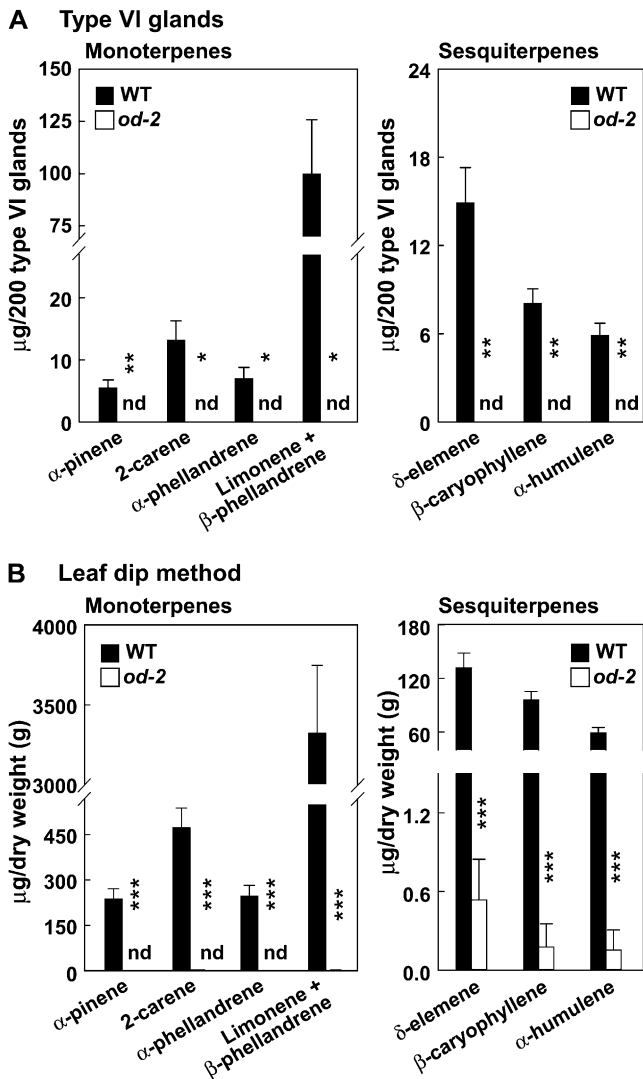 A Type VI glands
Monoterpenes
μg/200 type VI glands
150
125
100
75
20
10
0
WT
od-2
** nd
* nd
* nd
* nd
α-pinene
2-carene
α-phellandrene
Limonene +
β-phellandrene
Sesquiterpenes
μg/200 type VI glands
24
18
12
6
0
WT
od-2
** nd
** nd
** nd
δ-elemene
β-caryophyllene
α-humulene
B Leaf dip method
Monoterpenes
μg/dry weight (g)
4000
3500
3000
450
300
150
0
WT
od-2
*** nd
***
*** nd
***
α-pinene
2-carene
α-phellandrene
Limonene +
β-phellandrene
Sesquiterpenes
μg/dry weight (g)
180
120
60
1.2
0.6
0.0
WT
od-2
***
***
***
δ-elemene
β-caryophyllene
α-humulene